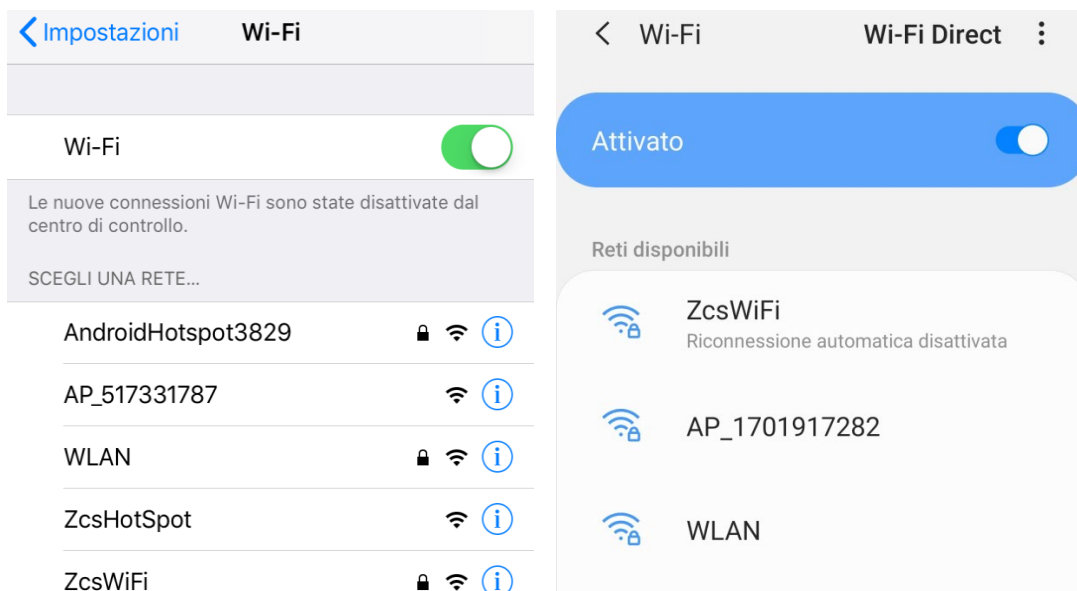 Impostazioni Wi-Fi
Wi-Fi
Le nuove connessioni Wi-Fi sono state disattivate dal
centro di controllo.
SCEGLI UNA RETE...
AndroidHotspot3829
AP_517331787
WLAN
ZcsHotSpot
ZcsWiFi
Wi-Fi Wi-Fi Direct
Attivato
Reti disponibili
ZcsWiFi
Riconnessione automatica disattivata
AP_1701917282
WLAN